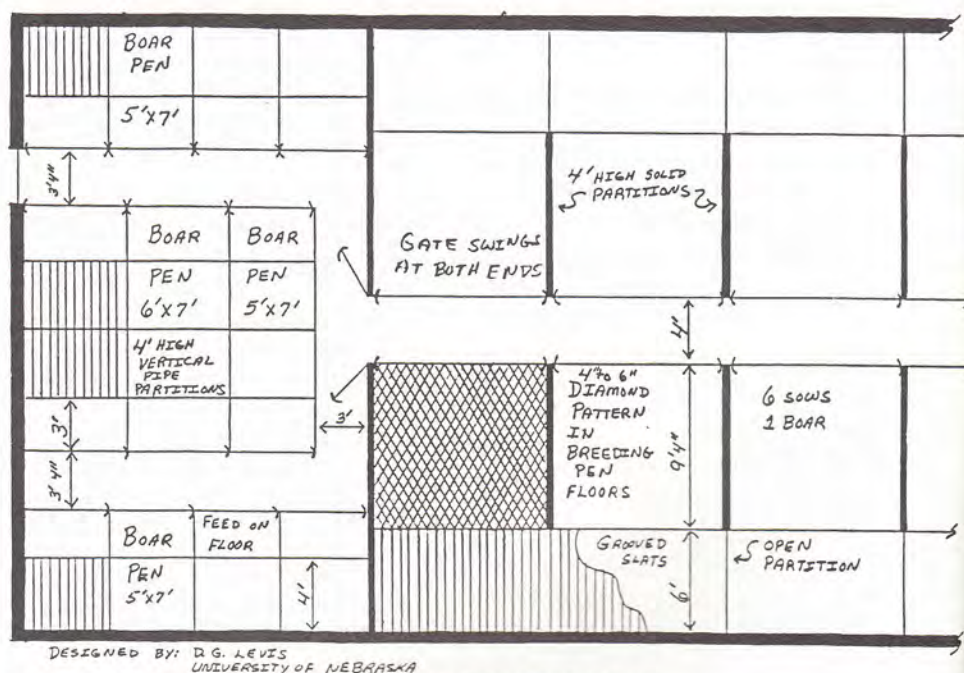 BOAR
PEN
5'X7'
3'4"
4' HIGH SOLID
PARTITIONS
BOAR
PEN
6'X7'
BOAR
PEN
5'X7'
GATE SWINGS
AT BOTH ENDS
4' HIGH
VERTICAL
PIPE
PARTITIONS
4'
3'
3'
3'4"
4" TO 6"
DIAMOND
PATTERN
IN
BREEDING
PEN
FLOORS
6 SOWS
1 BOAR
9'4"
BOAR
PEN
5'X7'
FEED ON
FLOOR
4'
GROOVED
SLATS
6'
OPEN
PARTITION
DESIGNED BY: D.G. LEVIS
UNIVERSITY OF NEBRASKA